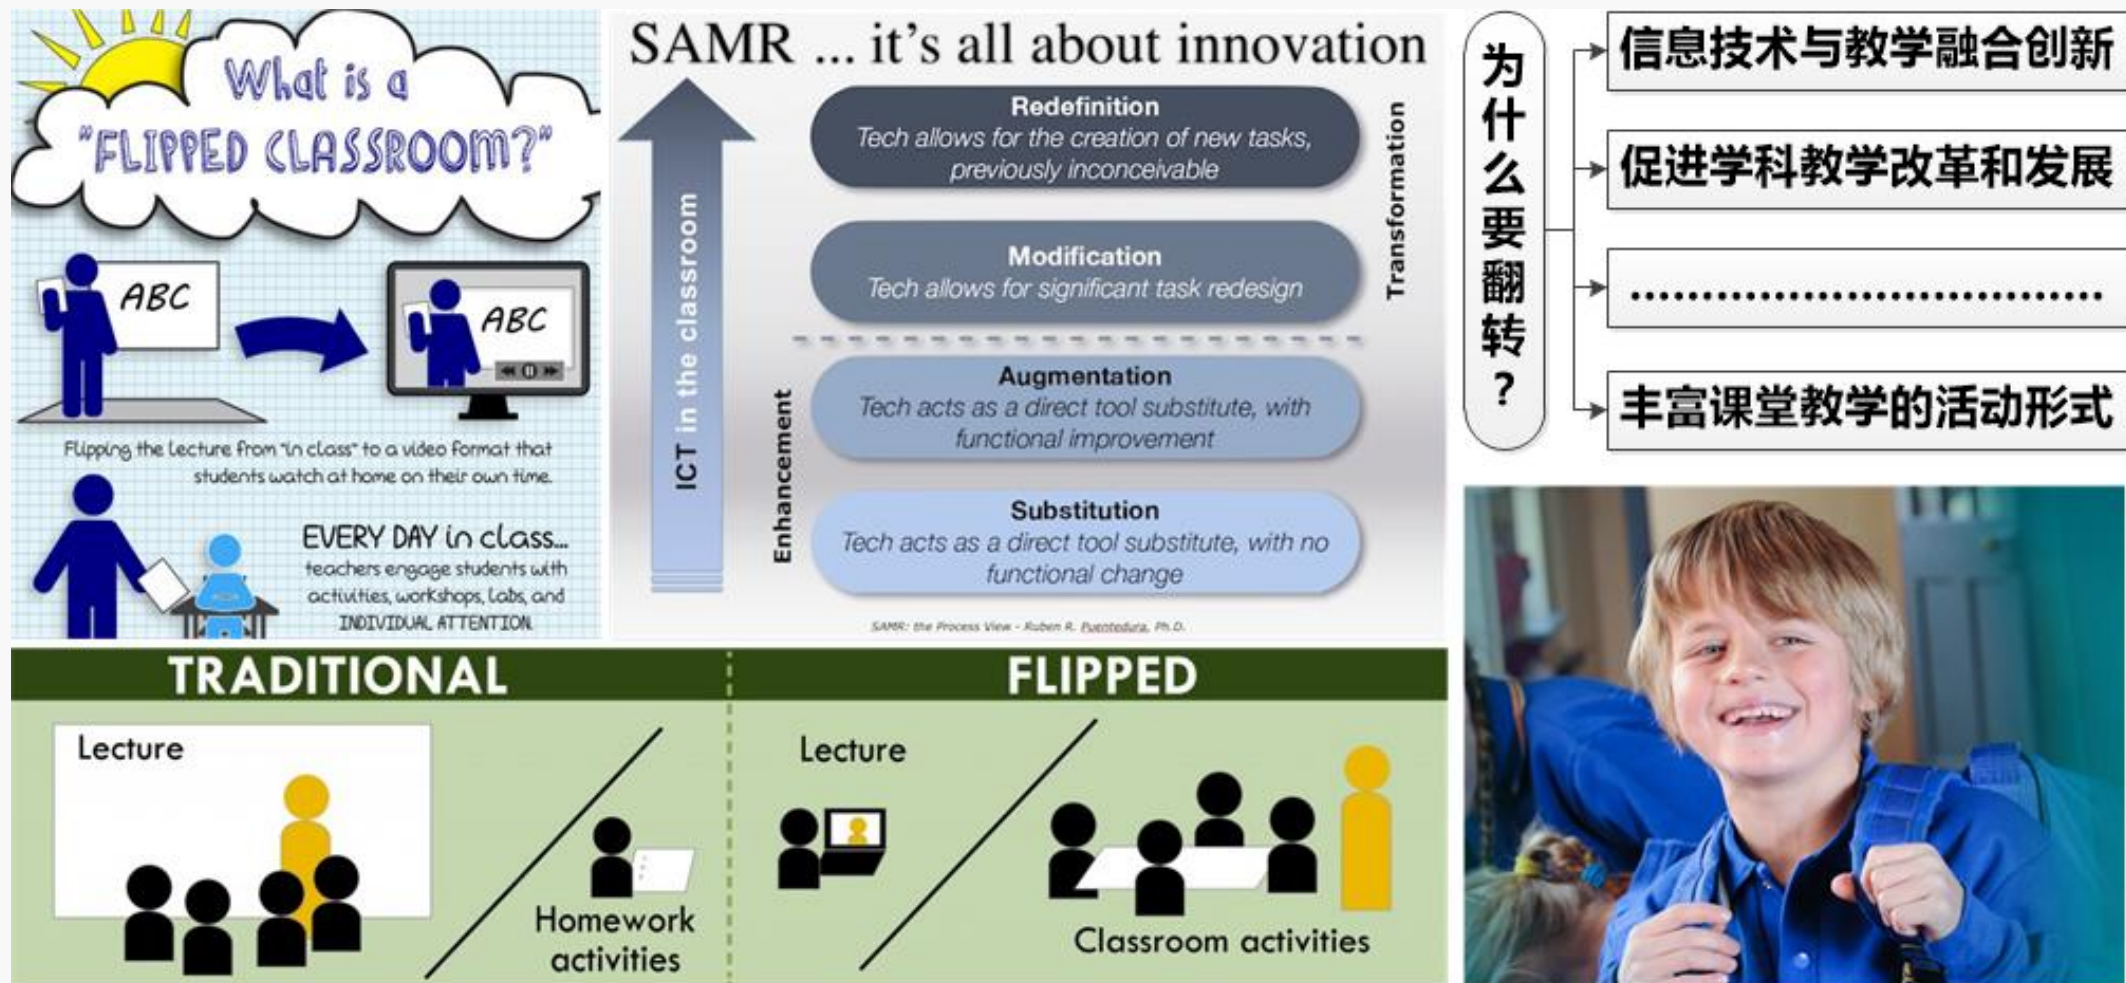 What is a
"FLIPPED CLASSROOM?"
ABC
ABC
Flipping the lecture from "in class" to a video format that
students watch at home on their own time.
EVERY DAY in class...
teachers engage students with
activities, workshops, labs, and
INDIVIDUAL ATTENTION.
SAMR ... it's all about innovation
ICT in the classroom
Redefinition
Tech allows for the creation of new tasks,
previously inconceivable
Modification
Tech allows for significant task redesign
Transformation
Augmentation
Tech acts as a direct tool substitute, with
functional improvement
Substitution
Tech acts as a direct tool substitute, with no
functional change
Enhancement
SAMR: the Process View - Ruben R. Puentedura, Ph.D.
为什么要翻转?
信息技术与教学融合创新
促进学科教学改革和发展
.................................
丰富课堂教学的活动形式
TRADITIONAL
Lecture
Homework
activities
FLIPPED
Lecture
Classroom activities